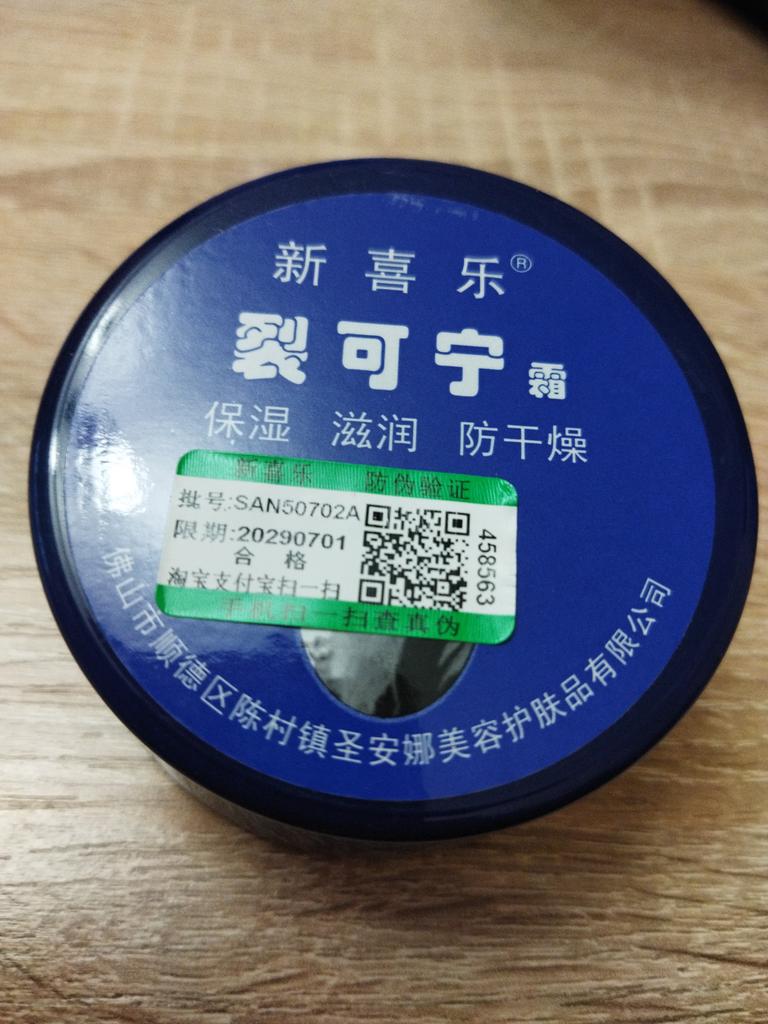 新喜乐®
裂可宁霜
保湿 滋润 防干燥
新喜乐 防伪验证
批号:SAN50702A
限期:20290701
合格
淘宝支付宝扫一扫
458563
手机扫一扫查真伪
佛山市顺德区陈村镇圣安娜美容护肤品有限公司